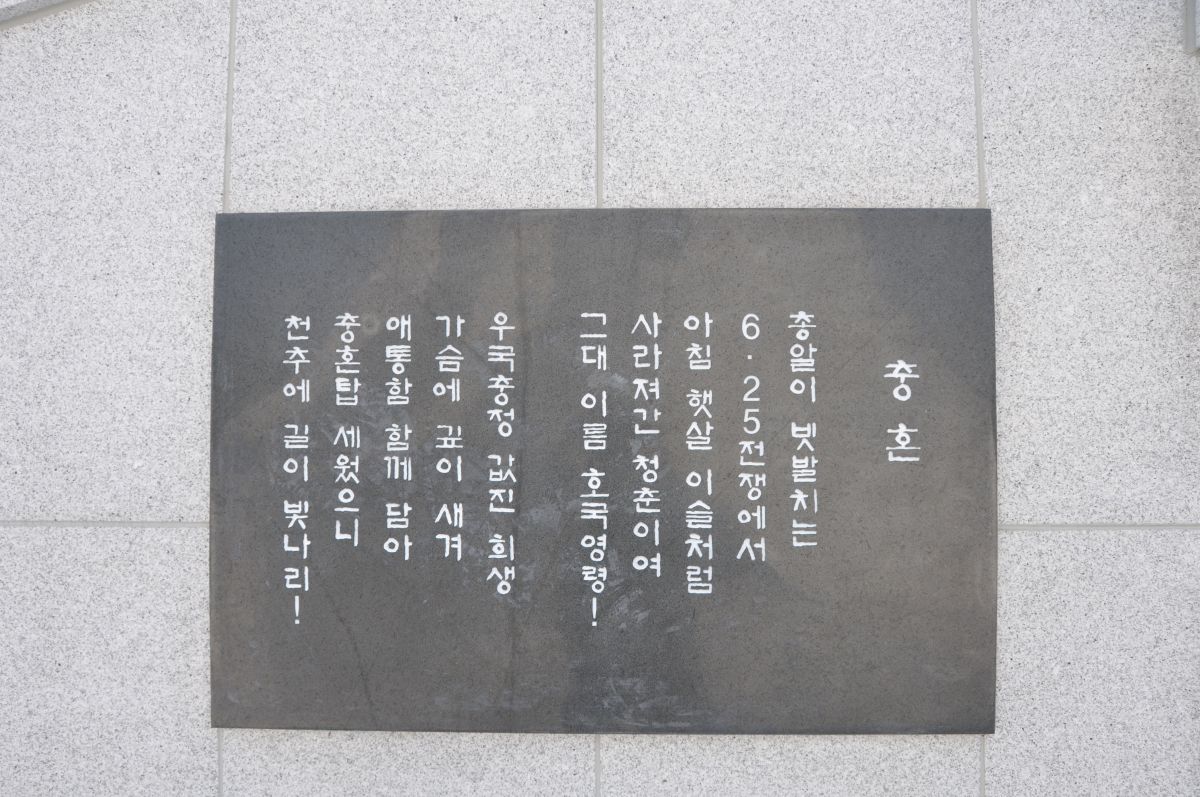 충 혼
총알이 빗발치는
6·25전쟁에서
아침 햇살 이슬처럼
사라져간 청춘이여
그대 이름 호국영령!
우국충정 값진 희생
가슴에 깊이 새겨
애통함 함께 담아
충혼탑 세웠으니
천추에 길이 빛나리!